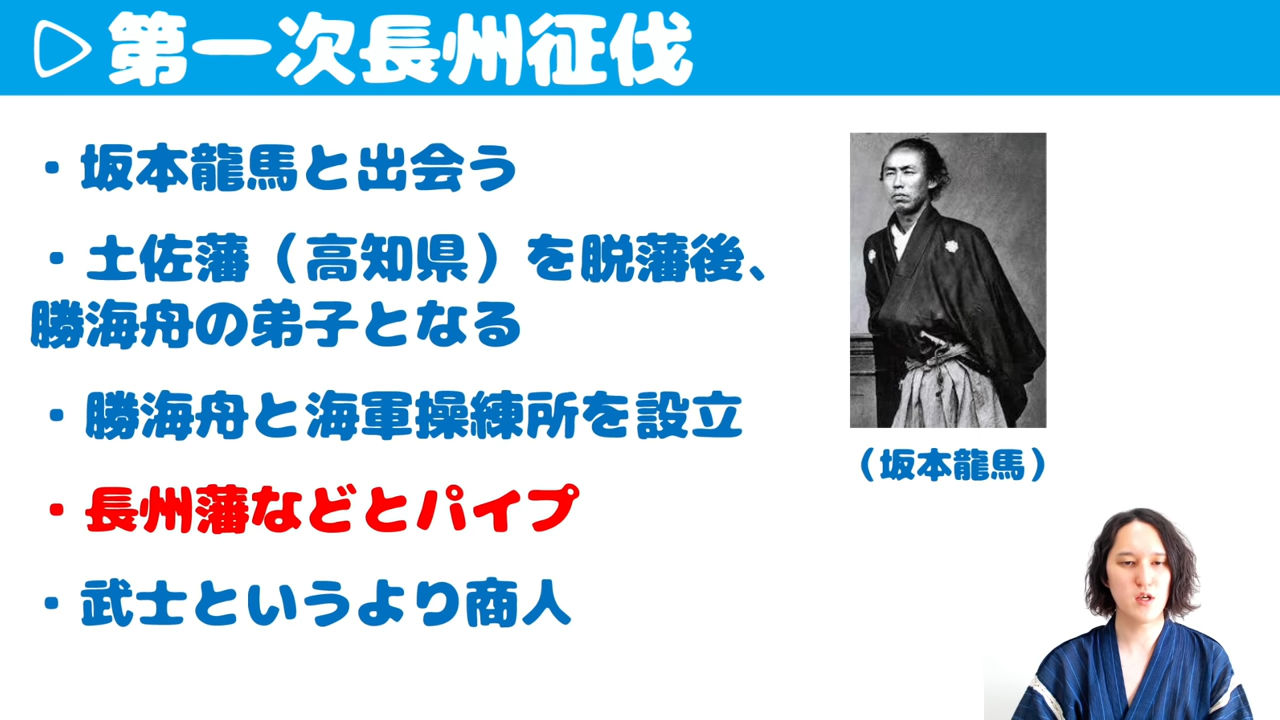 第一次長州征伐
・坂本龍馬と出会う
・土佐藩（高知県）を脱藩後、
勝海舟の弟子となる
・勝海舟と海軍操練所を設立
・長州藩などとパイプ
・武士というより商人
（坂本龍馬）